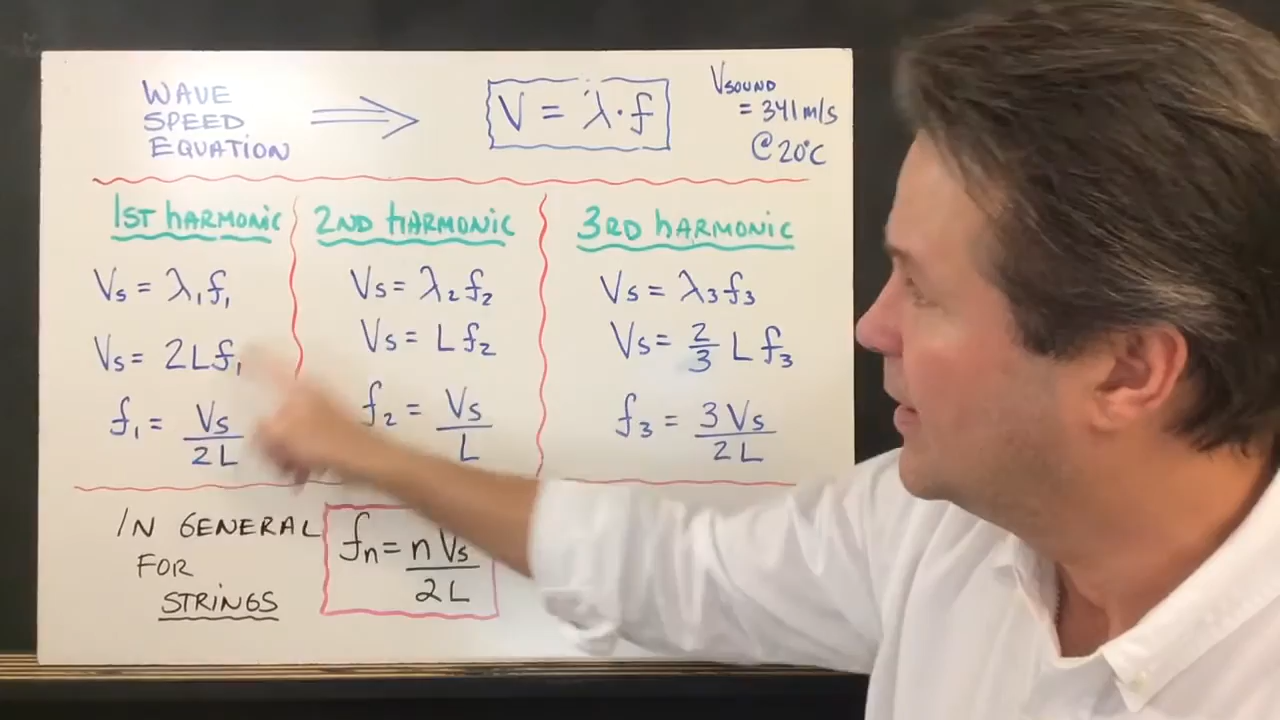 WAVE
SPEED
EQUATION
V = λ·f
VSOUND
= 341 m/s
@ 20°C
1ST HARMONIC
Vs = λ₁f₁
Vs = 2Lf₁
f₁ = Vs/2L
2ND HARMONIC
Vs = λ₂f₂
Vs = Lf₂
f₂ = Vs/L
3RD HARMONIC
Vs = λ₃f₃
Vs = 2/3 L f₃
f₃ = 3Vs/2L
IN GENERAL
FOR
STRINGS
fn = nVs/2L